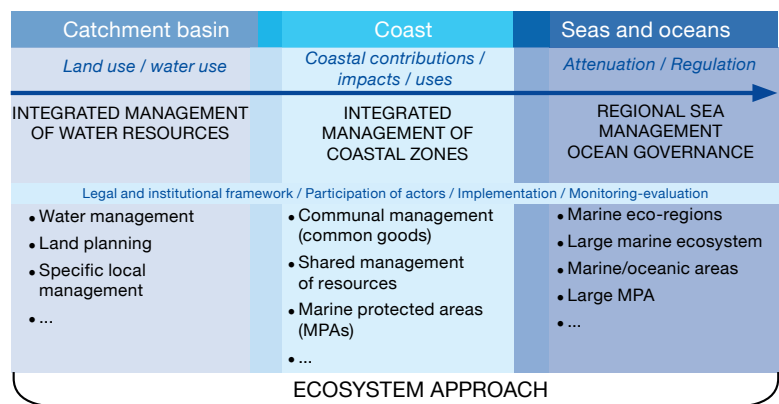 Catchment basin
Coast
Seas and oceans
Land use / water use
Coastal contributions /
impacts / uses
Attenuation / Regulation
INTEGRATED MANAGEMENT
OF WATER RESOURCES
INTEGRATED
MANAGEMENT OF
COASTAL ZONES
REGIONAL SEA
MANAGEMENT
OCEAN GOVERNANCE
Legal and institutional framework / Participation of actors / Implementation / Monitoring-evaluation
• Water management
• Land planning
• Specific local
management
• ...
• Communal management
(common goods)
• Shared management
of resources
• Marine protected areas
(MPAs)
• ...
• Marine eco-regions
• Large marine ecosystem
• Marine/oceanic areas
• Large MPA
• ...
ECOSYSTEM APPROACH